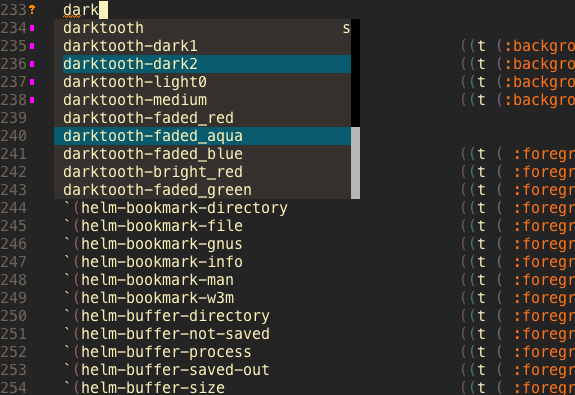 233? dark
234 darktooth s
235 darktooth-dark1 ((t (:backgro
236 darktooth-dark2 ((t (:backgro
237 darktooth-light0 ((t (:backgro
238 darktooth-medium ((t (:backgro
239 darktooth-faded_red
240 darktooth-faded_aqua
241 darktooth-faded_blue ((t ( :foregr
242 darktooth-bright_red ((t ( :foregr
243 darktooth-faded_green ((t ( :foregr
244 `(helm-bookmark-directory ((t ( :foregr
245 `(helm-bookmark-file ((t ( :foregr
246 `(helm-bookmark-gnus ((t ( :foregr
247 `(helm-bookmark-info ((t ( :foregr
248 `(helm-bookmark-man ((t ( :foregr
249 `(helm-bookmark-w3m ((t ( :foregr
250 `(helm-buffer-directory ((t ( :foregr
251 `(helm-buffer-not-saved ((t ( :foregr
252 `(helm-buffer-process ((t ( :foregr
253 `(helm-buffer-saved-out ((t ( :foregr
254 `(helm-buffer-size ((t ( :foregr